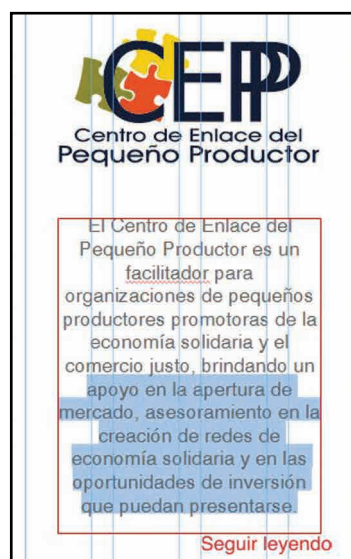 CEPP
Centro de Enlace del
Pequeño Productor
El Centro de Enlace del
Pequeño Productor es un
facilitador para
organizaciones de pequeños
productores promotoras de la
economía solidaria y el
comercio justo, brindando un
apoyo en la apertura de
mercado, asesoramiento en la
creación de redes de
economía solidaria y en las
oportunidades de inversión
que puedan presentarse.
Seguir leyendo